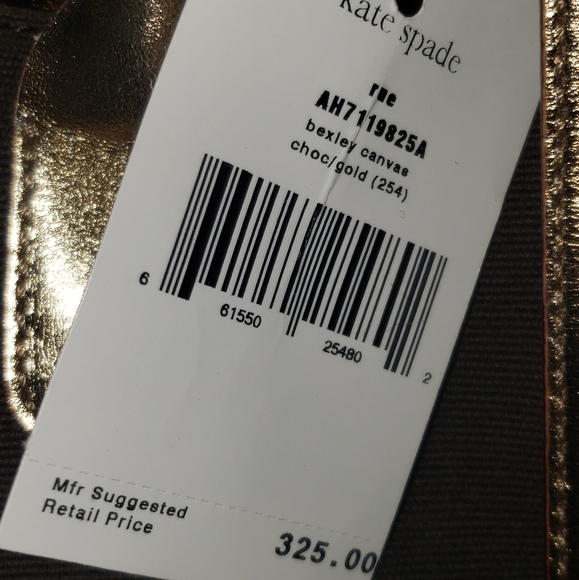 kate spade
rue
AH7119825A
bexley canvas
choc/gold (254)
6 61550 25480 2
Mfr Suggested
Retail Price
325.00